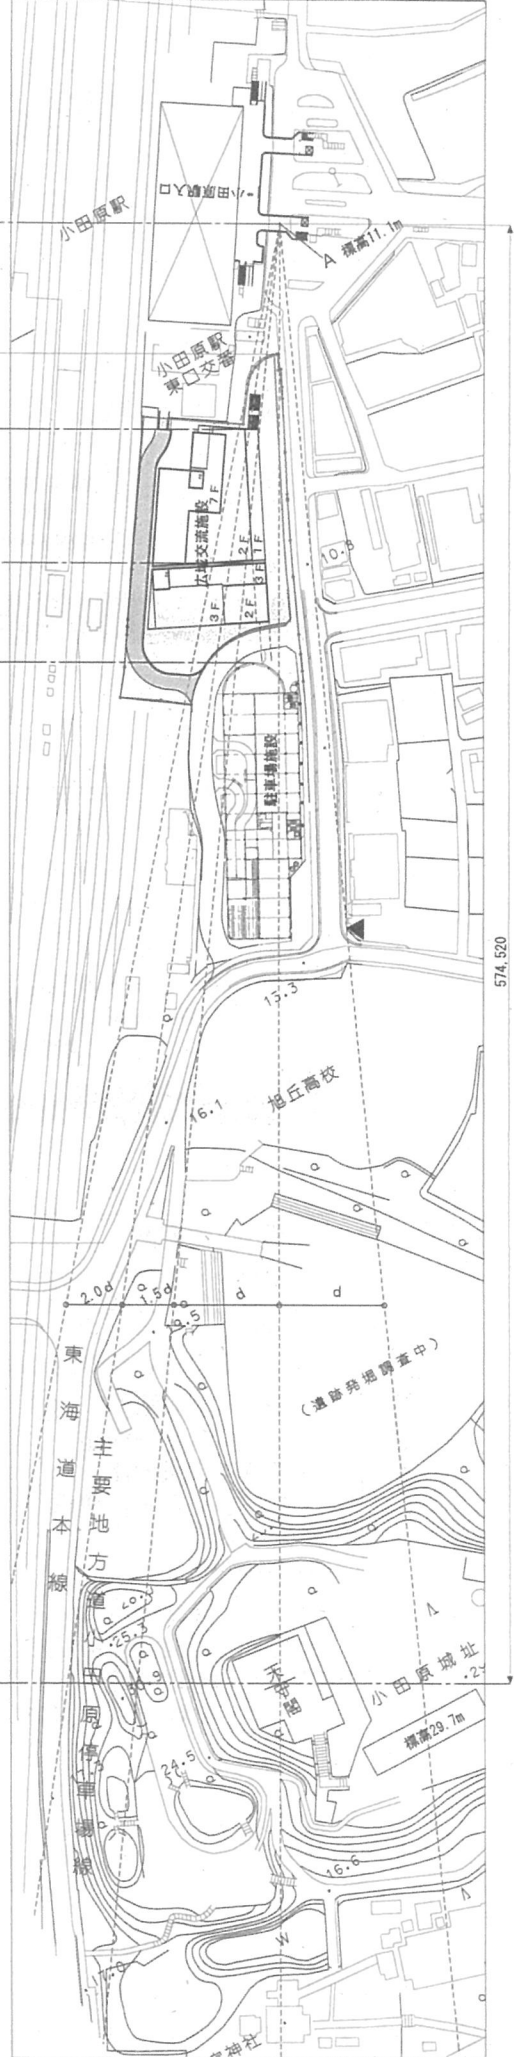 小田原駅
小田原駅入口
A 標高11.1m
小田原駅
東口交番
広域交流施設
7F
2F
1F
3F
3F
2F
10.8
駐車場施設
574,520
15.3
旭丘高校
16.1
2.0d
1.5d
d
d
(遺跡発掘調査中)
東海道本線
主要地方道小田原停車場線
25.3
天守閣
小田原城址
標高29.7m
24.5
16.6
W
神社